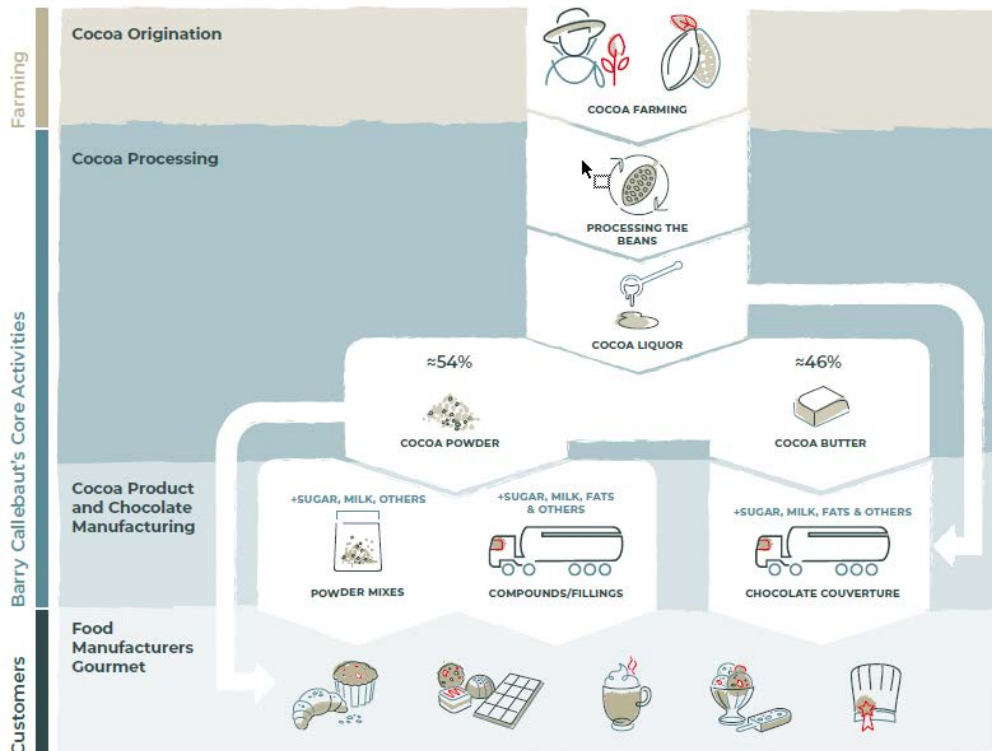 Farming
Cocoa Origination
COCOA FARMING
Barry Callebaut's Core Activities
Cocoa Processing
PROCESSING THE
BEANS
COCOA LIQUOR
≈54%
≈46%
COCOA POWDER
COCOA BUTTER
Cocoa Product
and Chocolate
Manufacturing
+SUGAR, MILK, OTHERS
+SUGAR, MILK, FATS
& OTHERS
+SUGAR, MILK, FATS & OTHERS
POWDER MIXES
COMPOUNDS/FILLINGS
CHOCOLATE COUVERTURE
Customers
Food
Manufacturers
Gourmet